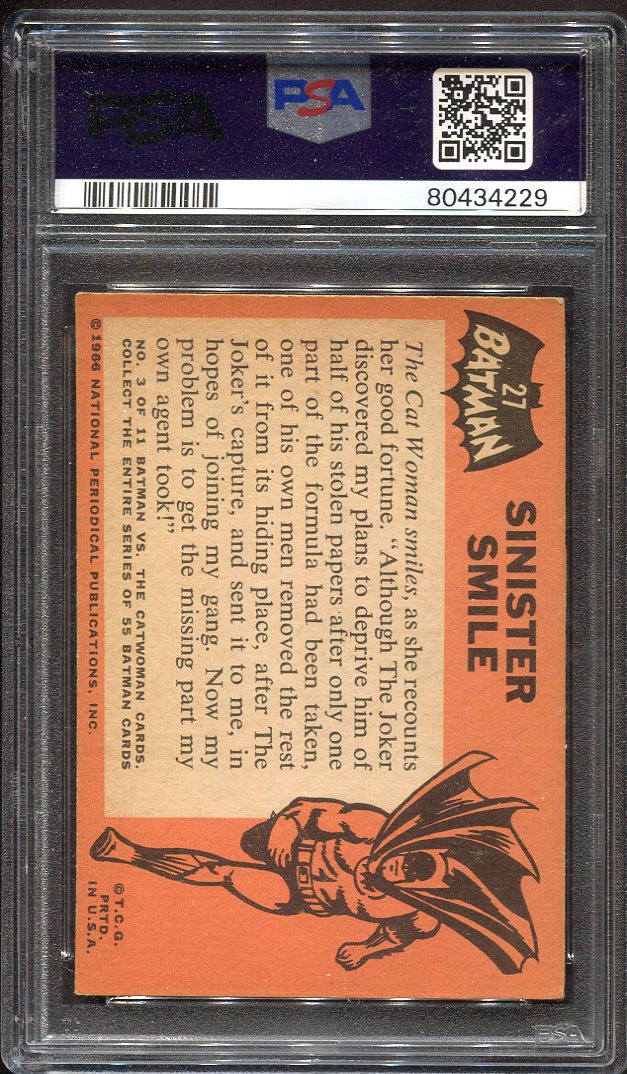 PSA
PSA
80434229
27
BATMAN
SINISTER
SMILE
The Cat Woman smiles, as she recounts
her good fortune. “Although The Joker
discovered my plans to deprive him of
half of his stolen papers after only one
part of the formula had been taken,
one of his own men removed the rest
of it from its hiding place, after The
Joker's capture, and sent it to me, in
hopes of joining my gang. Now my
problem is to get the missing part my
own agent took!”
NO. 3 OF 11 BATMAN VS. THE CATWOMAN CARDS.
COLLECT THE ENTIRE SERIES OF 55 BATMAN CARDS
© 1966 NATIONAL PERIODICAL PUBLICATIONS, INC.
© T.C.G.
PRTD.
IN U.S.A.
PSA